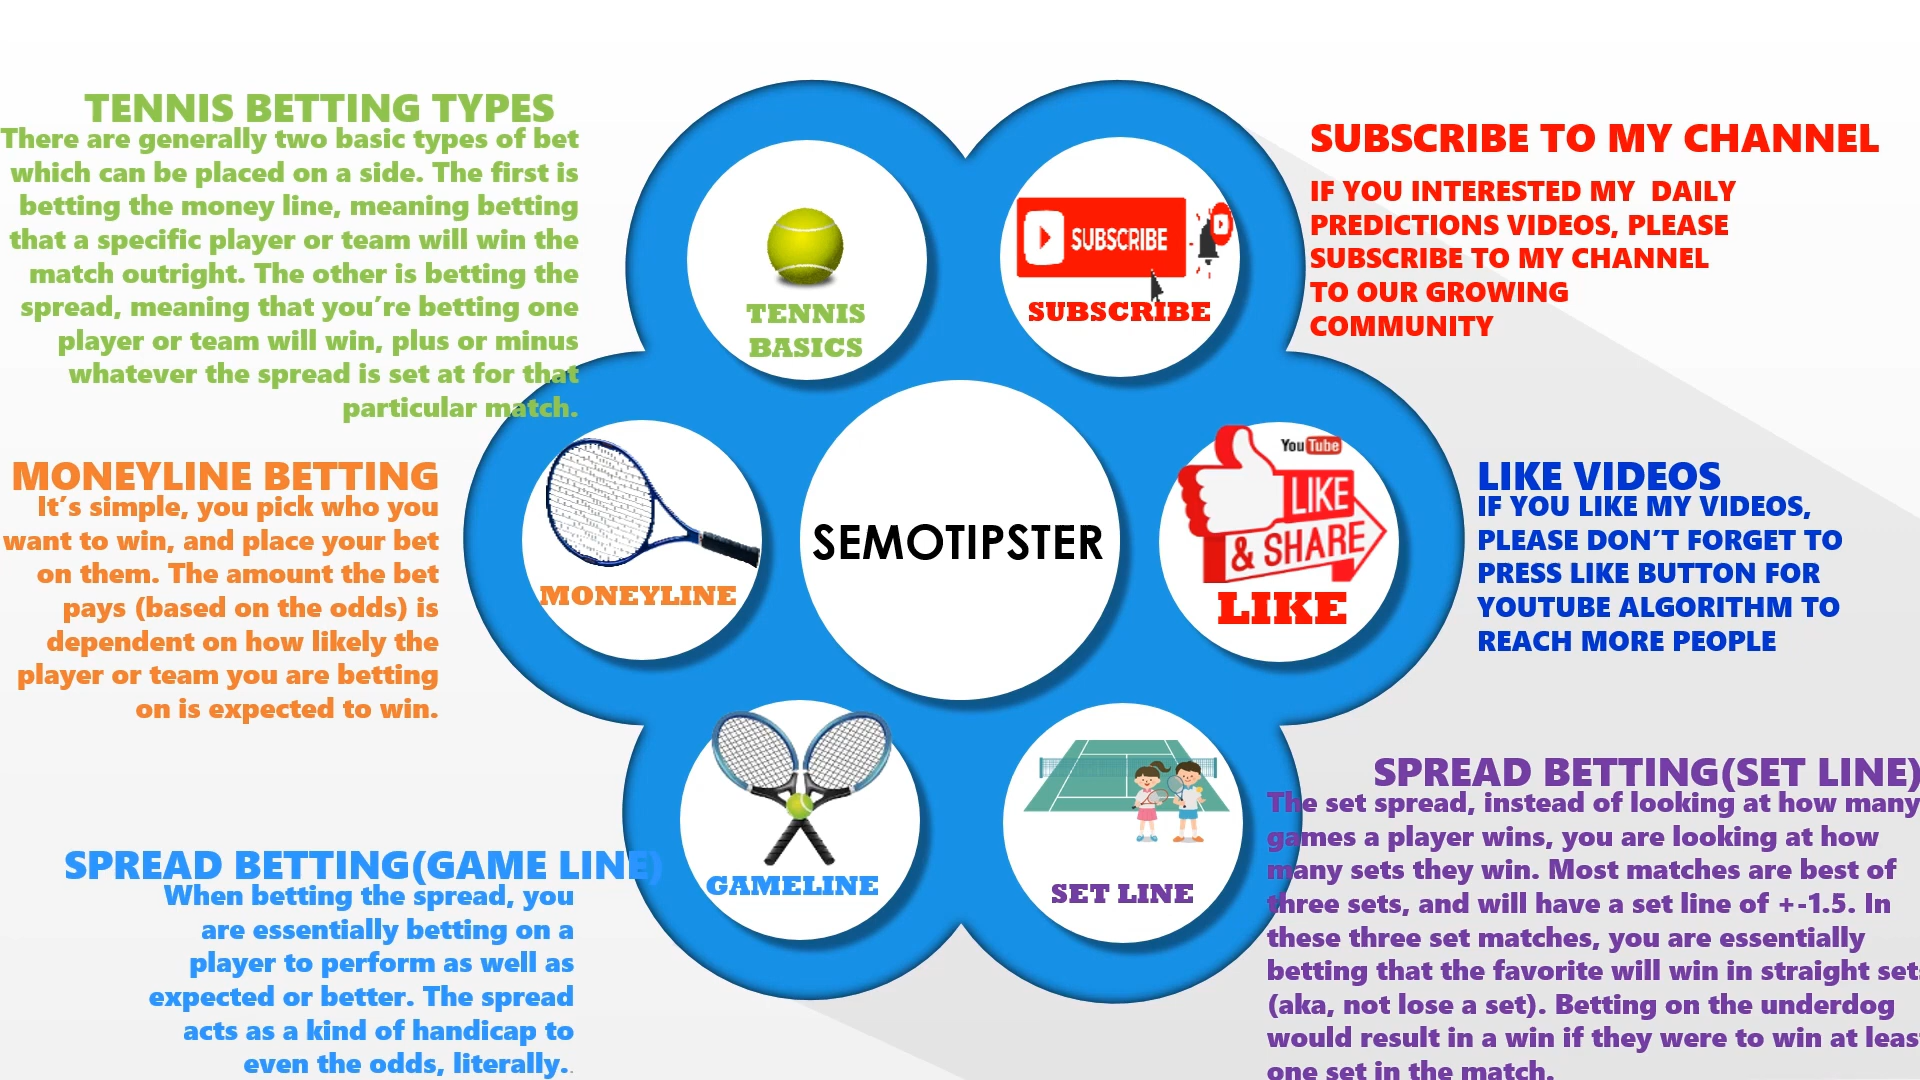 TENNIS BETTING TYPES
There are generally two basic types of bet
which can be placed on a side. The first is
betting the money line, meaning betting
that a specific player or team will win the
match outright. The other is betting the
spread, meaning that you’re betting one
player or team will win, plus or minus
whatever the spread is set at for that
particular match.
MONEYLINE BETTING
It’s simple, you pick who you
want to win, and place your bet
on them. The amount the bet
pays (based on the odds) is
dependent on how likely the
player or team you are betting
on is expected to win.
SPREAD BETTING(GAME LINE)
When betting the spread, you
are essentially betting on a
player to perform as well as
expected or better. The spread
acts as a kind of handicap to
even the odds, literally..
TENNIS
BASICS
SUBSCRIBE
SUBSCRIBE
MONEYLINE
SEMOTIPSTER
YouTube
LIKE
& SHARE
LIKE
GAMELINE
SET LINE
SUBSCRIBE TO MY CHANNEL
IF YOU INTERESTED MY  DAILY
PREDICTIONS VIDEOS, PLEASE
SUBSCRIBE TO MY CHANNEL
TO OUR GROWING
COMMUNITY
LIKE VIDEOS
IF YOU LIKE MY VIDEOS,
PLEASE DON’T FORGET TO
PRESS LIKE BUTTON FOR
YOUTUBE ALGORITHM TO
REACH MORE PEOPLE
SPREAD BETTING(SET LINE)
The set spread, instead of looking at how many
games a player wins, you are looking at how
many sets they win. Most matches are best of
three sets, and will have a set line of +-1.5. In
these three set matches, you are essentially
betting that the favorite will win in straight sets
(aka, not lose a set). Betting on the underdog
would result in a win if they were to win at least
one set in the match.